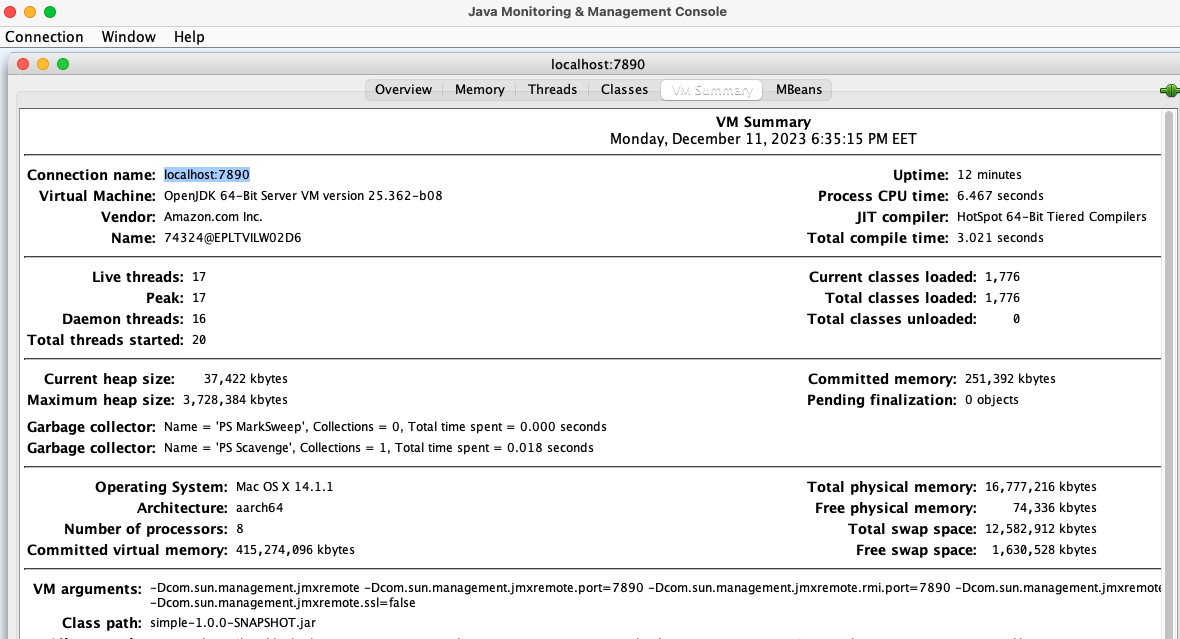 Java Monitoring & Management Console
Connection Window Help
localhost:7890
Overview Memory Threads Classes VM Summary MBeans
VM Summary
Monday, December 11, 2023 6:35:15 PM EET
Connection name: localhost:7890 Uptime: 12 minutes
Virtual Machine: OpenJDK 64-Bit Server VM version 25.362-b08 Process CPU time: 6.467 seconds
Vendor: Amazon.com Inc. JIT compiler: HotSpot 64-Bit Tiered Compilers
Name: 74324@EPLTVILW02D6 Total compile time: 3.021 seconds
Live threads: 17 Current classes loaded: 1,776
Peak: 17 Total classes loaded: 1,776
Daemon threads: 16 Total classes unloaded: 0
Total threads started: 20
Current heap size: 37,422 kbytes Committed memory: 251,392 kbytes
Maximum heap size: 3,728,384 kbytes Pending finalization: 0 objects
Garbage collector: Name = 'PS MarkSweep', Collections = 0, Total time spent = 0.000 seconds
Garbage collector: Name = 'PS Scavenge', Collections = 1, Total time spent = 0.018 seconds
Operating System: Mac OS X 14.1.1 Total physical memory: 16,777,216 kbytes
Architecture: aarch64 Free physical memory: 74,336 kbytes
Number of processors: 8 Total swap space: 12,582,912 kbytes
Committed virtual memory: 415,274,096 kbytes Free swap space: 1,630,528 kbytes
VM arguments: -Dcom.sun.management.jmxremote -Dcom.sun.management.jmxremote.port=7890 -Dcom.sun.management.jmxremote.rmi.port=7890 -Dcom.sun.management.jmxremote
-Dcom.sun.management.jmxremote.ssl=false
Class path: simple-1.0.0-SNAPSHOT.jar